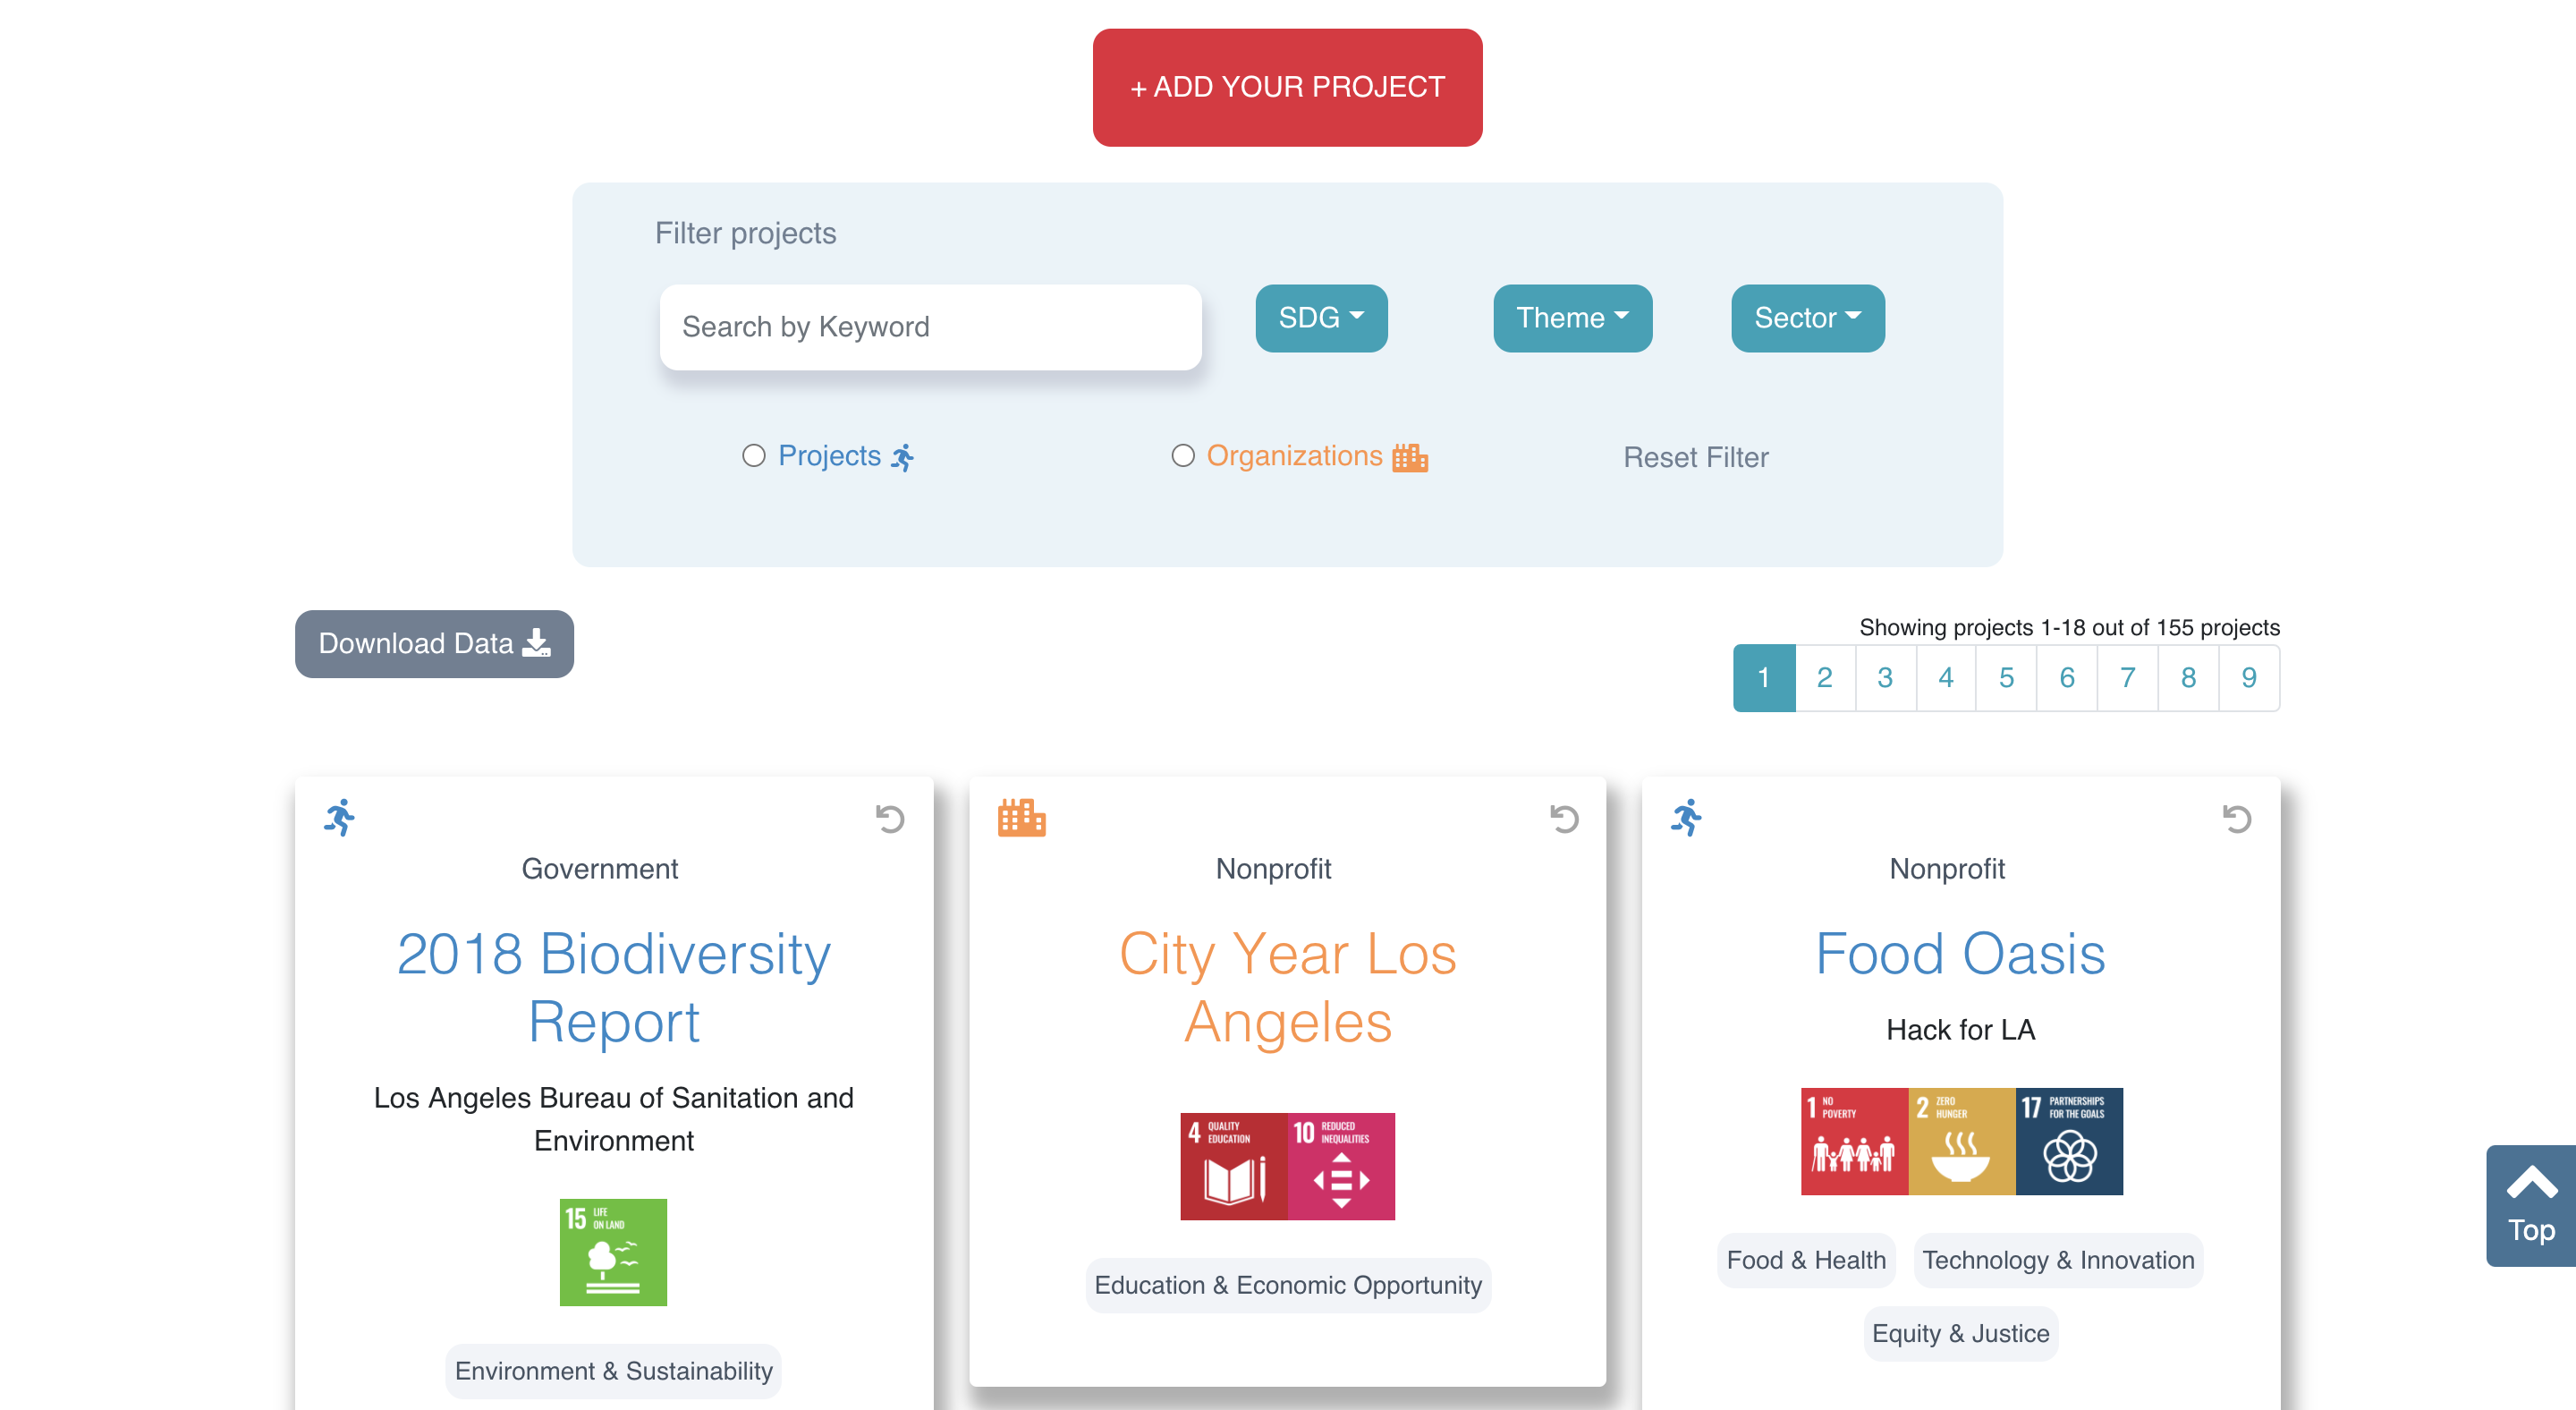 + ADD YOUR PROJECT
Filter projects
Search by Keyword
SDG
Theme
Sector
Projects
Organizations
Reset Filter
Download Data
Showing projects 1-18 out of 155 projects
1 2 3 4 5 6 7 8 9
Government
2018 Biodiversity
Report
Los Angeles Bureau of Sanitation and
Environment
15 LIFE
ON LAND
Environment & Sustainability
Nonprofit
City Year Los
Angeles
4 QUALITY
EDUCATION
10 REDUCED
INEQUALITIES
Education & Economic Opportunity
Nonprofit
Food Oasis
Hack for LA
1 NO
POVERTY
2 ZERO
HUNGER
17 PARTNERSHIPS
FOR THE GOALS
Food & Health
Technology & Innovation
Equity & Justice
Top